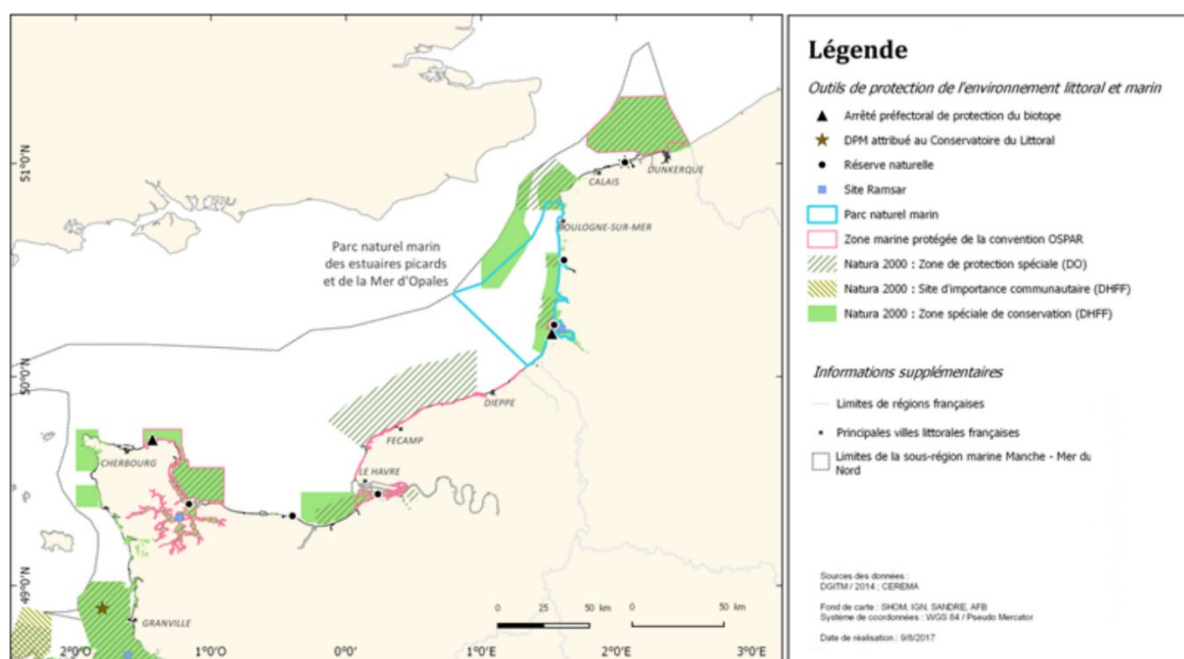 51°0'N
50°0'N
49°0'N
DUNKERQUE
CALAIS
BOULOGNE-SUR-MER
Parc naturel marin
des estuaires picards
et de la Mer d'Opales
DIEPPE
FECAMP
CHERBOURG
LE HAVRE
GRANVILLE
0 25 50 km
0 50 km
2°0'O 1°0'O 0°0' 1°0'E 2°0'E 3°0'E
Légende
Outils de protection de l'environnement littoral et marin
Arrêté préfectoral de protection du biotope
DPM attribué au Conservatoire du Littoral
Réserve naturelle
Site Ramsar
Parc naturel marin
Zone marine protégée de la convention OSPAR
Natura 2000 : Zone de protection spéciale (DO)
Natura 2000 : Site d'importance communautaire (DHFF)
Natura 2000 : Zone spéciale de conservation (DHFF)
Informations supplémentaires
Limites de régions françaises
Principales villes littorales françaises
Limites de la sous-région marine Manche - Mer du
Nord
Sources des données :
DGITM / 2014 ; CEREMA
Fond de carte : SHOM, IGN, SANDRE, AFB
Système de coordonnées : WGS 84 / Pseudo Mercator
Date de réalisation : 9/8/2017